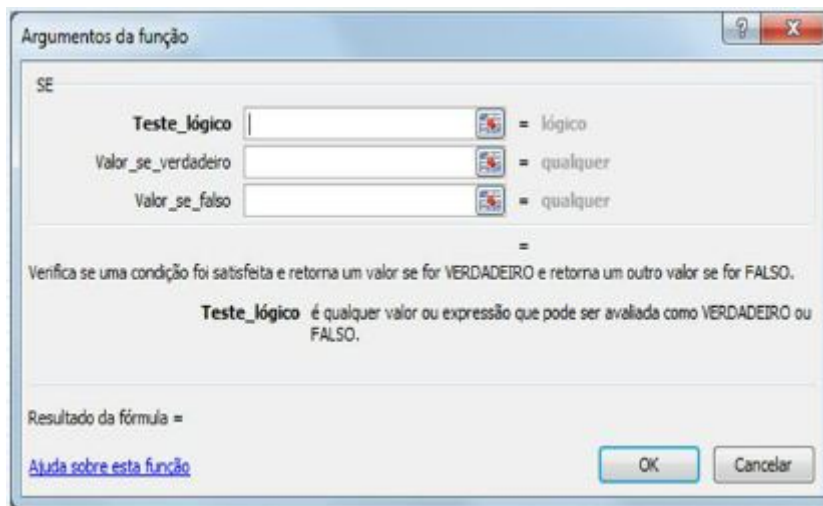 Argumentos da função
SE
Teste_lógico = lógico
Valor_se_verdadeiro = qualquer
Valor_se_falso = qualquer
=
Verifica se uma condição foi satisfeita e retorna um valor se for VERDADEIRO e retorna um outro valor se for FALSO.
Teste_lógico é qualquer valor ou expressão que pode ser avaliada como VERDADEIRO ou
FALSO.
Resultado da fórmula =
Ajuda sobre esta função OK Cancelar